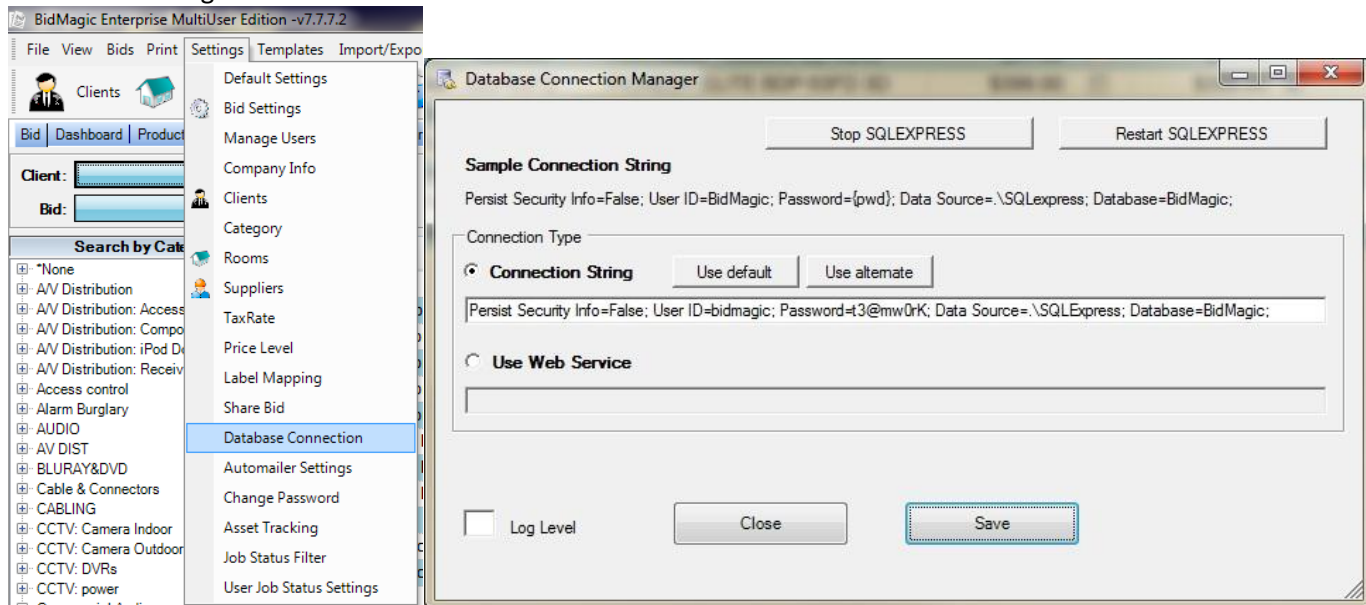 BidMagic Enterprise MultiUser Edition -v7.7.7.2
File View Bids Print Settings Templates Import/Expo
Clients
Bid Dashboard Product
Client:
Bid:
Search by Cate
*None
A/V Distribution
A/V Distribution: Access
A/V Distribution: Compo
A/V Distribution: iPod D
A/V Distribution: Receiv
Access control
Alarm Burglary
AUDIO
AV DIST
BLURAY&DVD
Cable & Connectors
CABLING
CCTV: Camera Indoor
CCTV: Camera Outdoor
CCTV: DVRs
CCTV: power
Default Settings
Bid Settings
Manage Users
Company Info
Clients
Category
Rooms
Suppliers
TaxRate
Price Level
Label Mapping
Share Bid
Database Connection
Automailer Settings
Change Password
Asset Tracking
Job Status Filter
User Job Status Settings
Database Connection Manager
Stop SQLEXPRESS Restart SQLEXPRESS
Sample Connection String
Persist Security Info=False; User ID=BidMagic; Password={pwd}; Data Source=.\SQLexpress; Database=BidMagic;
Connection Type
Connection String Use default Use alternate
Persist Security Info=False; User ID=bidmagic; Password=t3@mw0rK; Data Source=.\SQLExpress; Database=BidMagic;
Use Web Service
Log Level Close Save